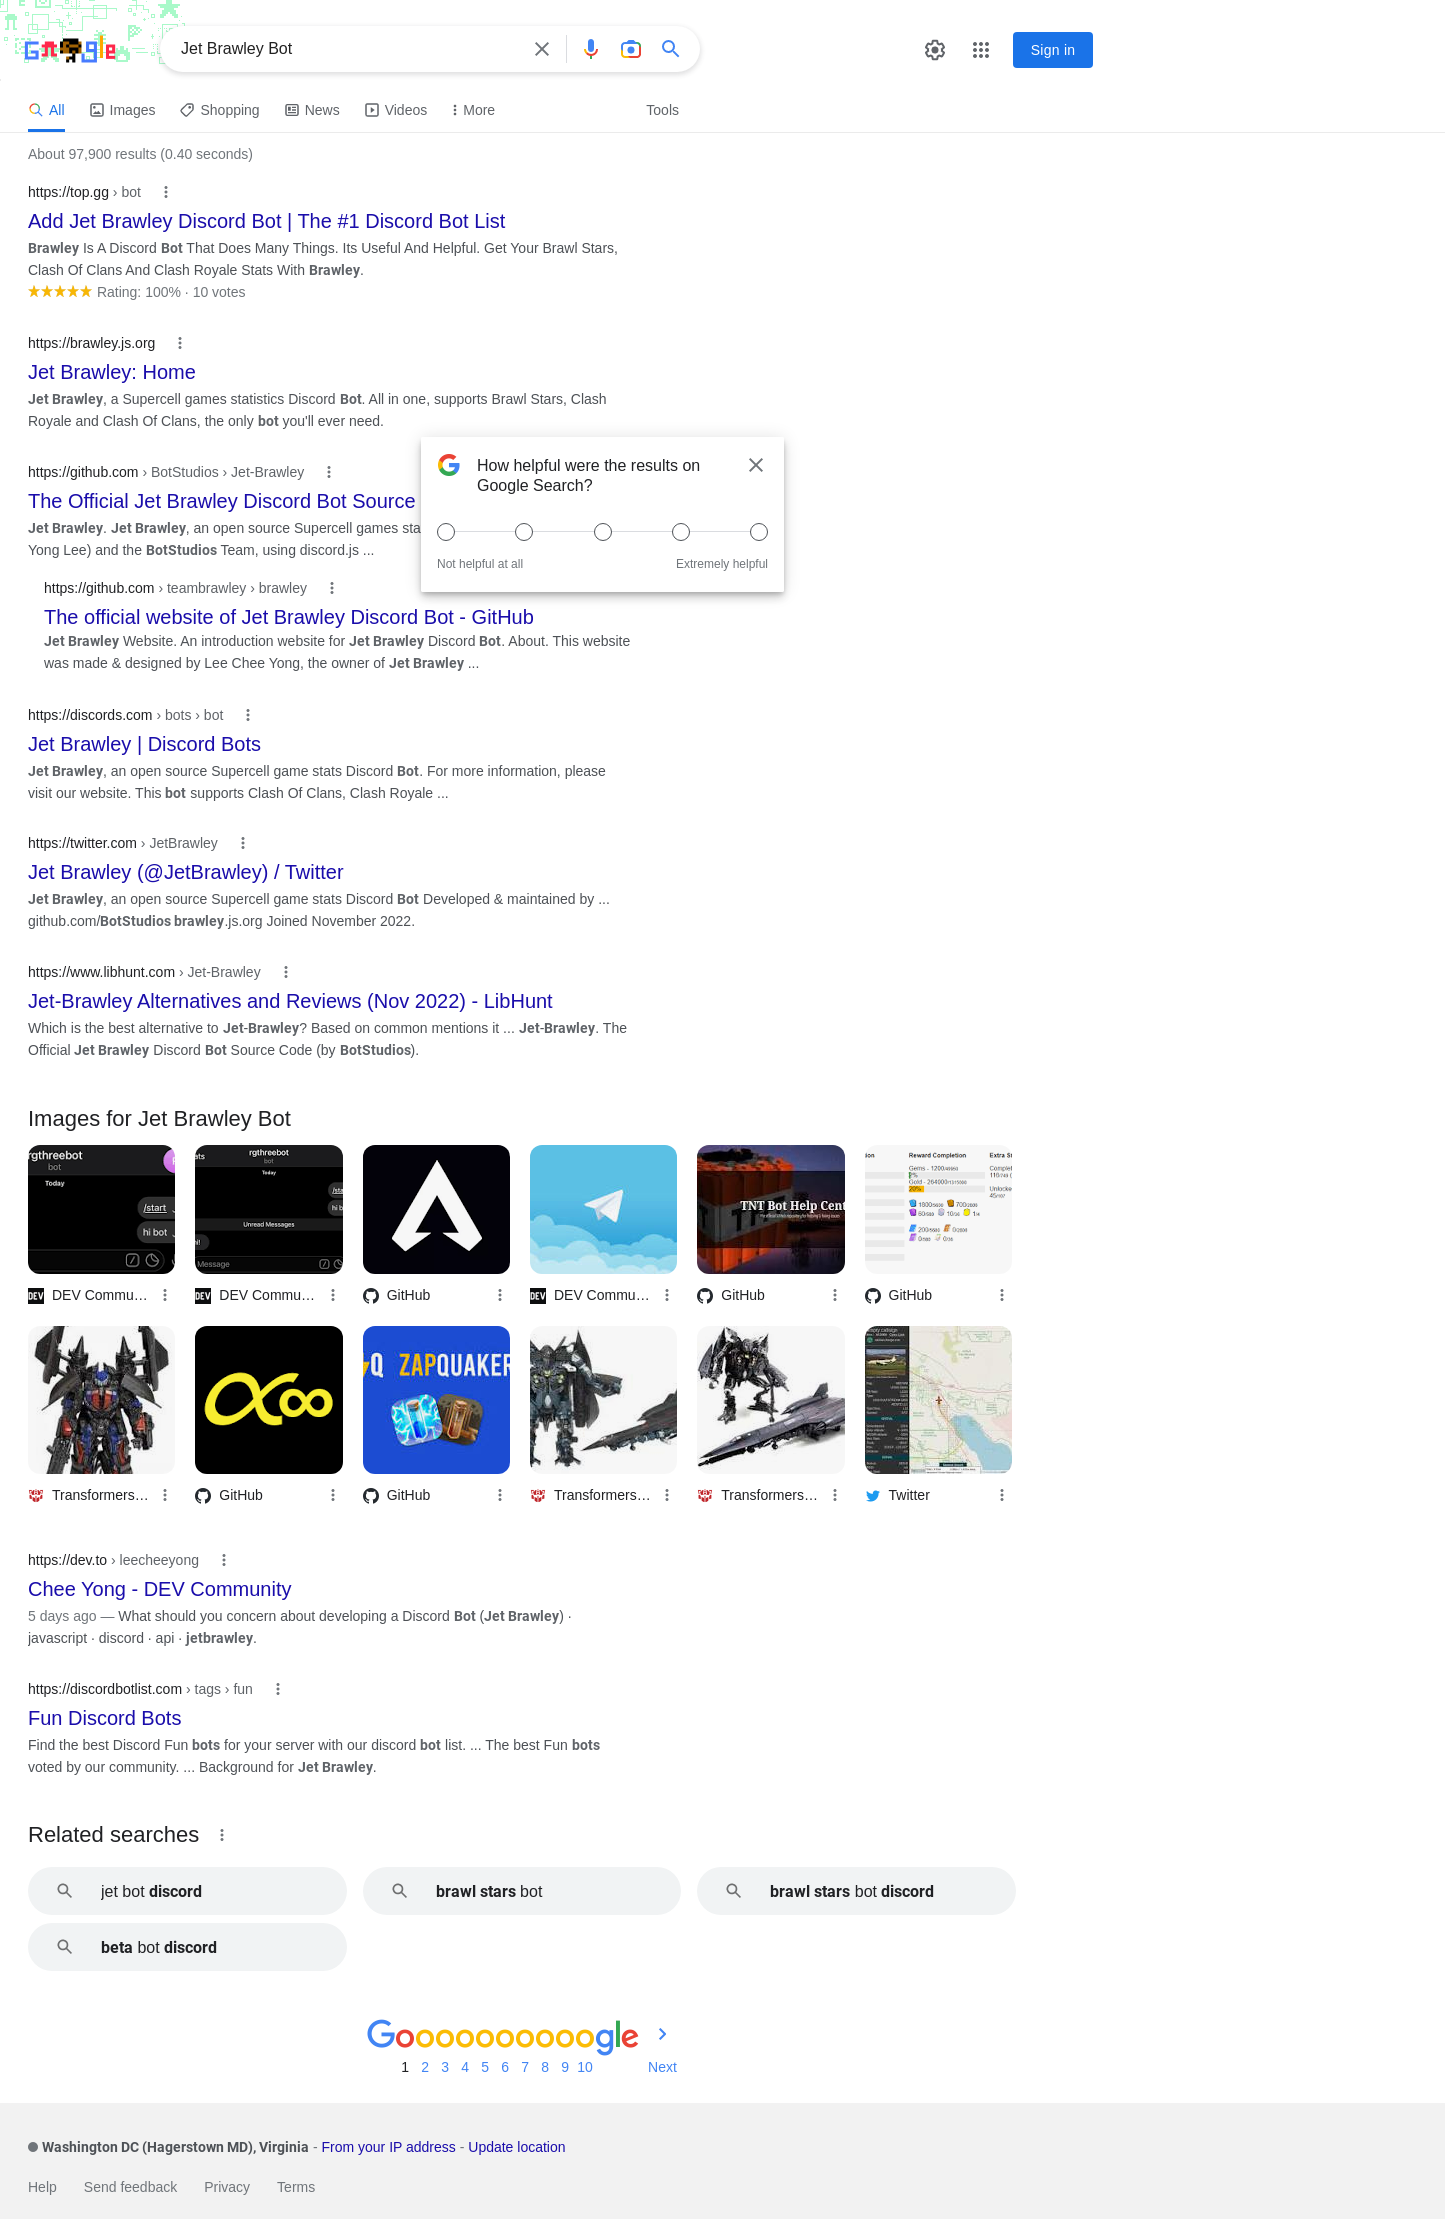 Google
Jet Brawley Bot
Sign in
All
Images
Shopping
News
Videos
More
Tools
About 97,900 results (0.40 seconds)
https://top.gg › bot
Add Jet Brawley Discord Bot | The #1 Discord Bot List
Brawley Is A Discord Bot That Does Many Things. Its Useful And Helpful. Get Your Brawl Stars,
Clash Of Clans And Clash Royale Stats With Brawley.
Rating: 100% · 10 votes
https://brawley.js.org
Jet Brawley: Home
Jet Brawley, a Supercell games statistics Discord Bot. All in one, supports Brawl Stars, Clash
Royale and Clash Of Clans, the only bot you'll ever need.
https://github.com › BotStudios › Jet-Brawley
The Official Jet Brawley Discord Bot Source
Jet Brawley. Jet Brawley, an open source Supercell games sta
Yong Lee) and the BotStudios Team, using discord.js ...
How helpful were the results on
Google Search?
Not helpful at all
Extremely helpful
https://github.com › teambrawley › brawley
The official website of Jet Brawley Discord Bot - GitHub
Jet Brawley Website. An introduction website for Jet Brawley Discord Bot. About. This website
was made & designed by Lee Chee Yong, the owner of Jet Brawley ...
https://discords.com › bots › bot
Jet Brawley | Discord Bots
Jet Brawley, an open source Supercell game stats Discord Bot. For more information, please
visit our website. This bot supports Clash Of Clans, Clash Royale ...
https://twitter.com › JetBrawley
Jet Brawley (@JetBrawley) / Twitter
Jet Brawley, an open source Supercell game stats Discord Bot Developed & maintained by ...
github.com/BotStudios brawley.js.org Joined November 2022.
https://www.libhunt.com › Jet-Brawley
Jet-Brawley Alternatives and Reviews (Nov 2022) - LibHunt
Which is the best alternative to Jet-Brawley? Based on common mentions it ... Jet-Brawley. The
Official Jet Brawley Discord Bot Source Code (by BotStudios).
Images for Jet Brawley Bot
rgthreebot
bot
Today
/start
hi bot
rgthreebot
bot
Today
Unread Messages
Message
TNT Bot Help Cent
Reward Completion
Extra St
DEV Commu...
DEV Commu...
GitHub
DEV Commu...
GitHub
GitHub
Q ZAPQUAKER
Transformers...
GitHub
GitHub
Transformers...
Transformers...
Twitter
https://dev.to › leecheeyong
Chee Yong - DEV Community
5 days ago — What should you concern about developing a Discord Bot (Jet Brawley) ·
javascript · discord · api · jetbrawley.
https://discordbotlist.com › tags › fun
Fun Discord Bots
Find the best Discord Fun bots for your server with our discord bot list. ... The best Fun bots
voted by our community. ... Background for Jet Brawley.
Related searches
jet bot discord
brawl stars bot
brawl stars bot discord
beta bot discord
Goooooooooogle
1 2 3 4 5 6 7 8 9 10 Next
Washington DC (Hagerstown MD), Virginia - From your IP address - Update location
Help Send feedback Privacy Terms